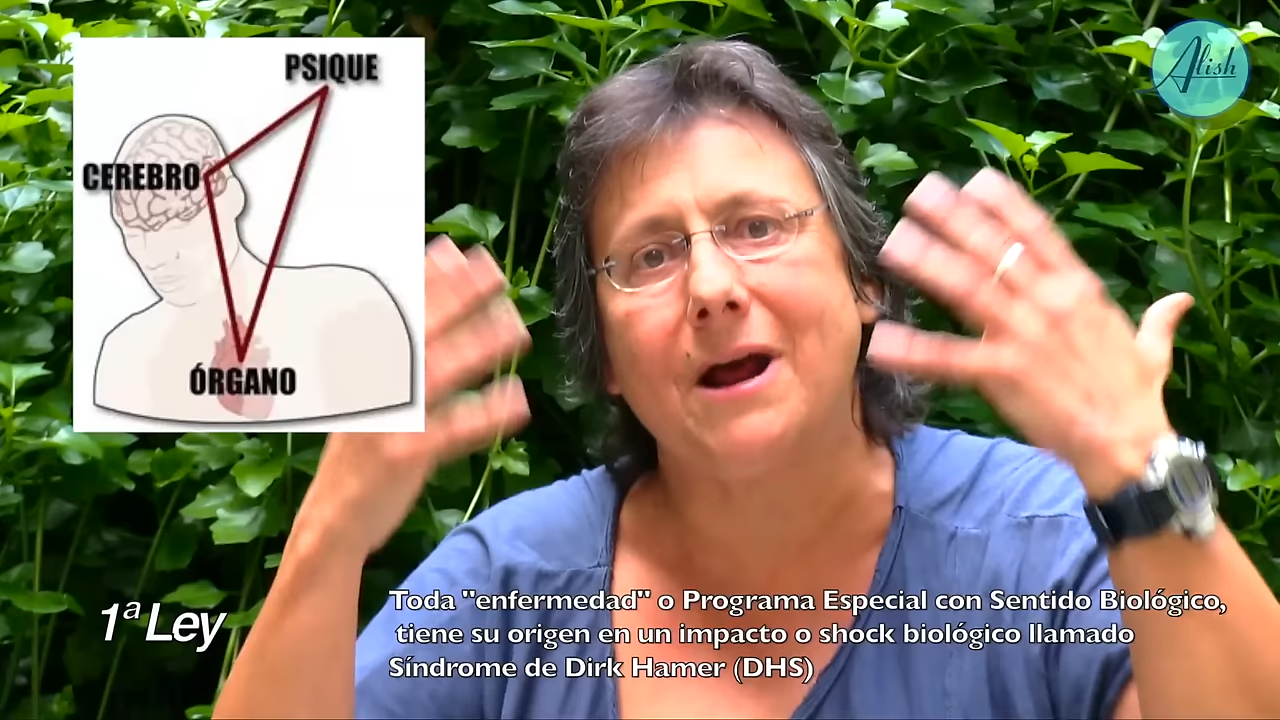 PSIQUE
CEREBRO
ÓRGANO
Alish
1ª Ley
Toda "enfermedad" o Programa Especial con Sentido Biológico,
tiene su origen en un impacto o shock biológico llamado
Síndrome de Dirk Hamer (DHS)